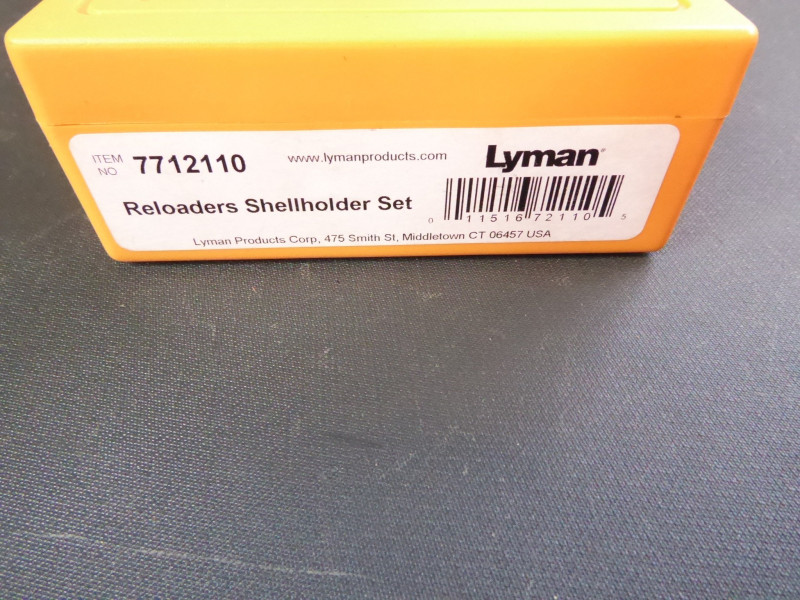 ITEM NO 7712110
www.lymanproducts.com
Lyman®
Reloaders Shellholder Set
0 11516 72110 5
Lyman Products Corp, 475 Smith St, Middletown CT 06457 USA